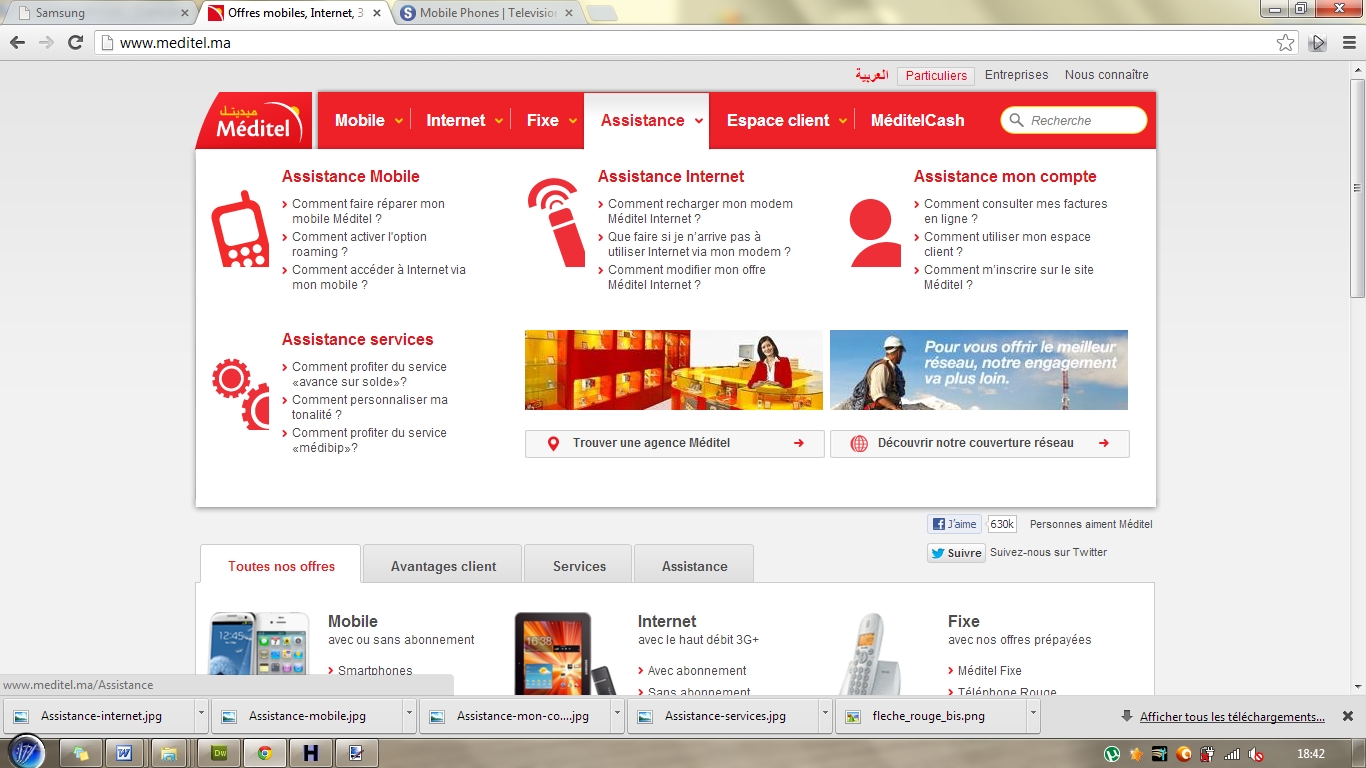 Samsung
Offres mobiles, Internet, 3
Mobile Phones | Television
www.meditel.ma
العربية Particuliers Entreprises Nous connaître
ميديتل
Méditel
Mobile Internet Fixe Assistance Espace client MéditelCash Recherche
Assistance Mobile
Comment faire réparer mon
mobile Méditel ?
Comment activer l'option
roaming ?
Comment accéder à Internet via
mon mobile ?
Assistance Internet
Comment recharger mon modem
Méditel Internet ?
Que faire si je n'arrive pas à
utiliser Internet via mon modem ?
Comment modifier mon offre
Méditel Internet ?
Assistance mon compte
Comment consulter mes factures
en ligne ?
Comment utiliser mon espace
client ?
Comment m'inscrire sur le site
Méditel ?
Assistance services
Comment profiter du service
«avance sur solde»?
Comment personnaliser ma
tonalité ?
Comment profiter du service
«médibip»?
Pour vous offrir le meilleur
réseau, notre engagement
va plus loin.
Trouver une agence Méditel
Découvrir notre couverture réseau
J'aime 630k Personnes aiment Méditel
Suivre Suivez-nous sur Twitter
Toutes nos offres Avantages client Services Assistance
12:45
Mobile
avec ou sans abonnement
Smartphones
16:38
Internet
avec le haut débit 3G+
Avec abonnement
Sans abonnement
Fixe
avec nos offres prépayées
Méditel Fixe
Téléphone Rouge
www.meditel.ma/Assistance
Assistance-internet.jpg
Assistance-mobile.jpg
Assistance-mon-co....jpg
Assistance-services.jpg
fleche_rouge_bis.png
Afficher tous les téléchargements...
W
Dw
H
18:42